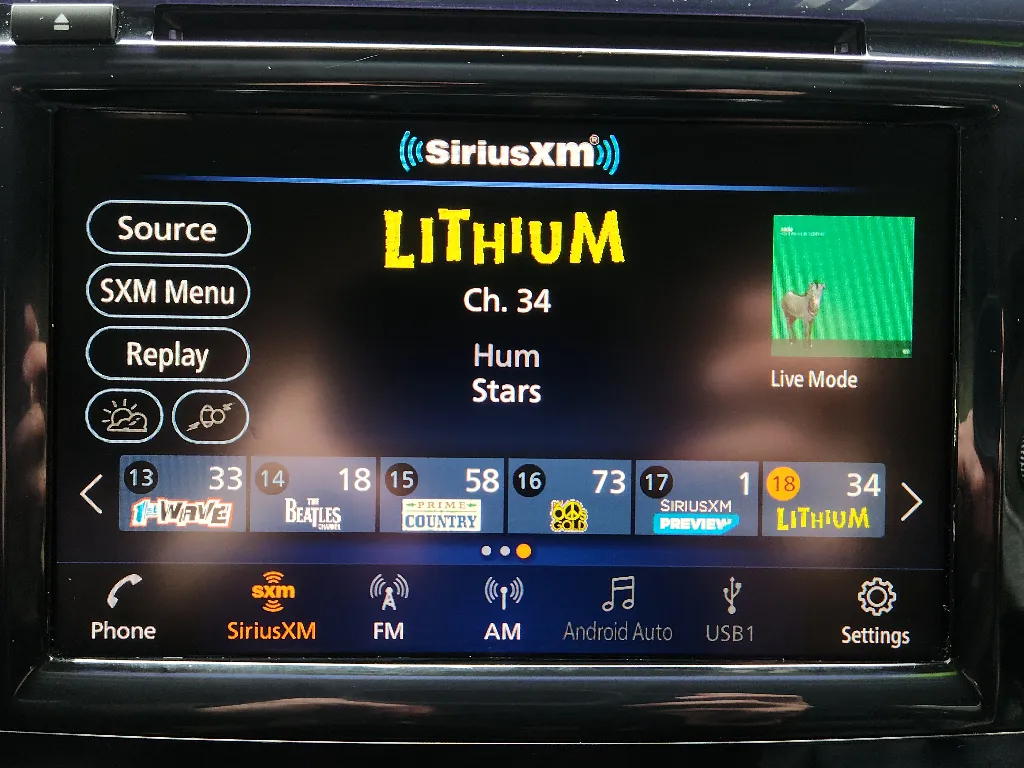 SiriusXM®
Source
SXM Menu
Replay
LiTHiUM
Ch. 34
Hum
Stars
Live Mode
13 33
1st WAVE
14 18
THE
BEATLES
CHANNEL
15 58
PRIME
COUNTRY
16 73
GOLD
17 1
SIRIUSXM
PREVIEW
18 34
LiTHiUM
Phone
sxm
SiriusXM
FM
AM
Android Auto
USB1
Settings